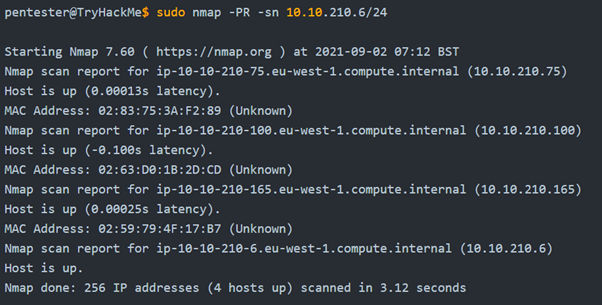 pentester@TryHackMe$ sudo nmap -PR -sn 10.10.210.6/24
Starting Nmap 7.60 ( https://nmap.org ) at 2021-09-02 07:12 BST
Nmap scan report for ip-10-10-210-75.eu-west-1.compute.internal (10.10.210.75)
Host is up (0.00013s latency).
MAC Address: 02:83:75:3A:F2:89 (Unknown)
Nmap scan report for ip-10-10-210-100.eu-west-1.compute.internal (10.10.210.100)
Host is up (-0.100s latency).
MAC Address: 02:63:D0:1B:2D:CD (Unknown)
Nmap scan report for ip-10-10-210-165.eu-west-1.compute.internal (10.10.210.165)
Host is up (0.00025s latency).
MAC Address: 02:59:79:4F:17:B7 (Unknown)
Nmap scan report for ip-10-10-210-6.eu-west-1.compute.internal (10.10.210.6)
Host is up.
Nmap done: 256 IP addresses (4 hosts up) scanned in 3.12 seconds